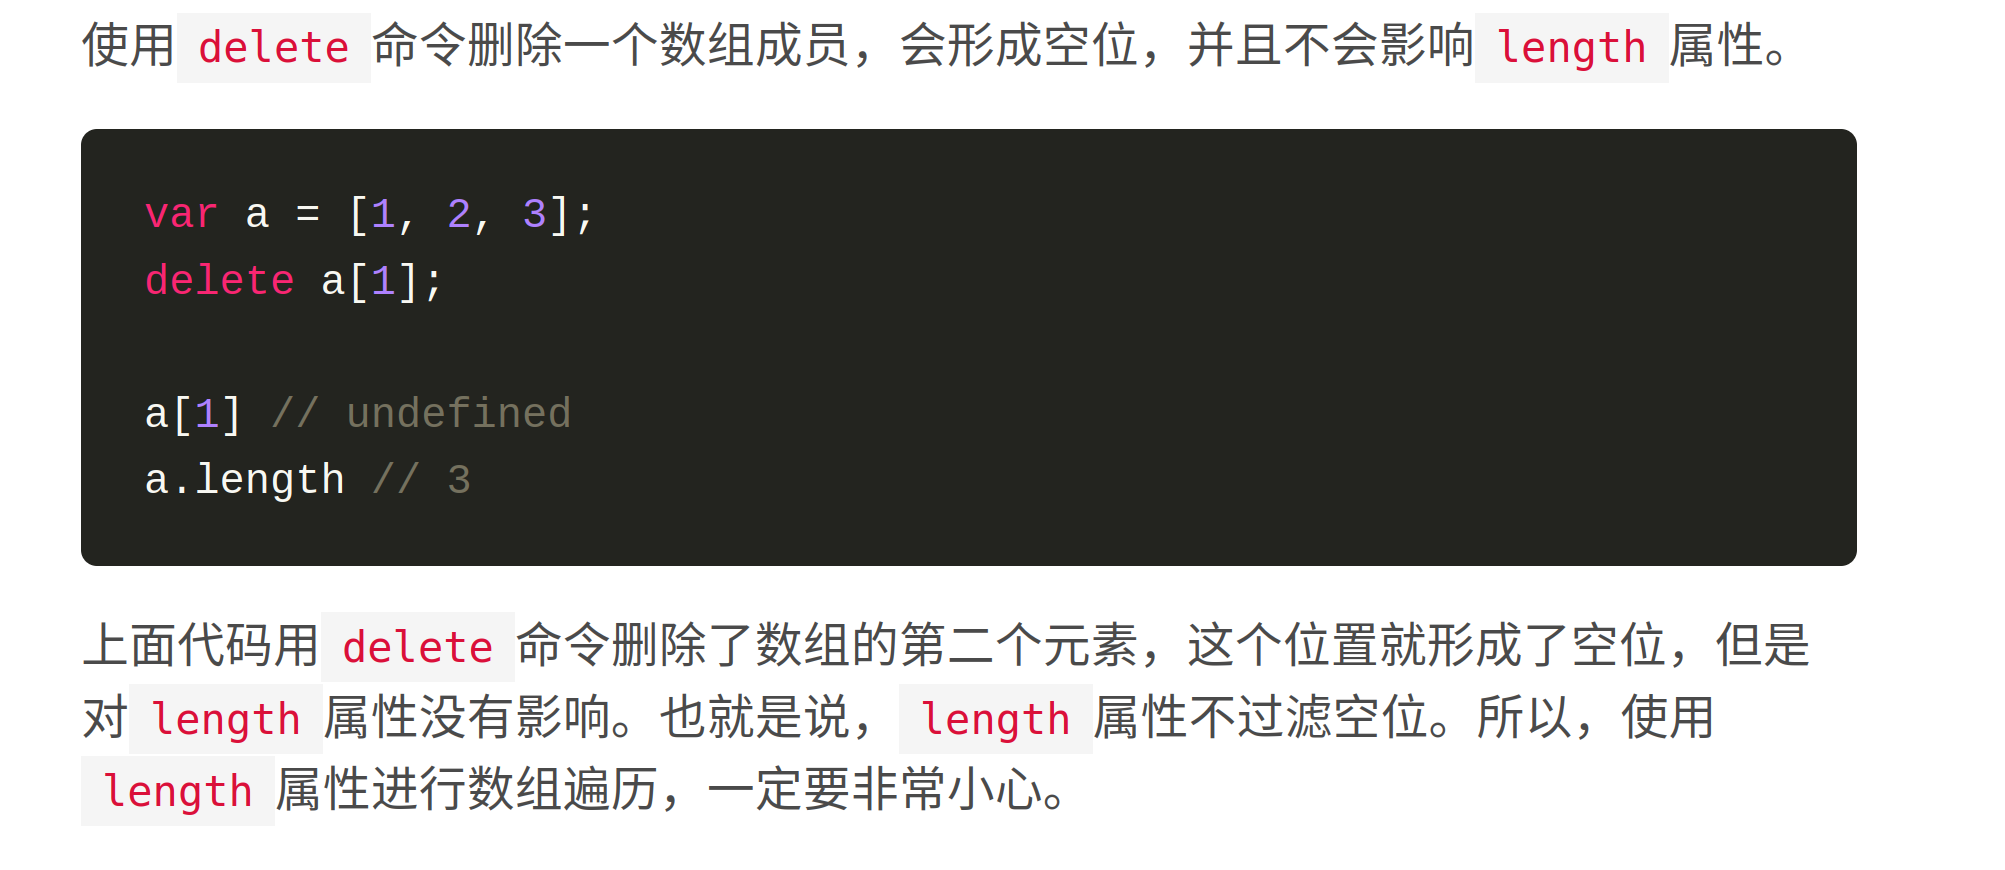 使用 delete 命令删除一个数组成员，会形成空位，并且不会影响 length 属性。
var a = [1, 2, 3];
delete a[1];
a[1] // undefined
a.length // 3
上面代码用 delete 命令删除了数组的第二个元素，这个位置就形成了空位，但是
对 length 属性没有影响。也就是说， length 属性不过滤空位。所以，使用
length 属性进行数组遍历，一定要非常小心。